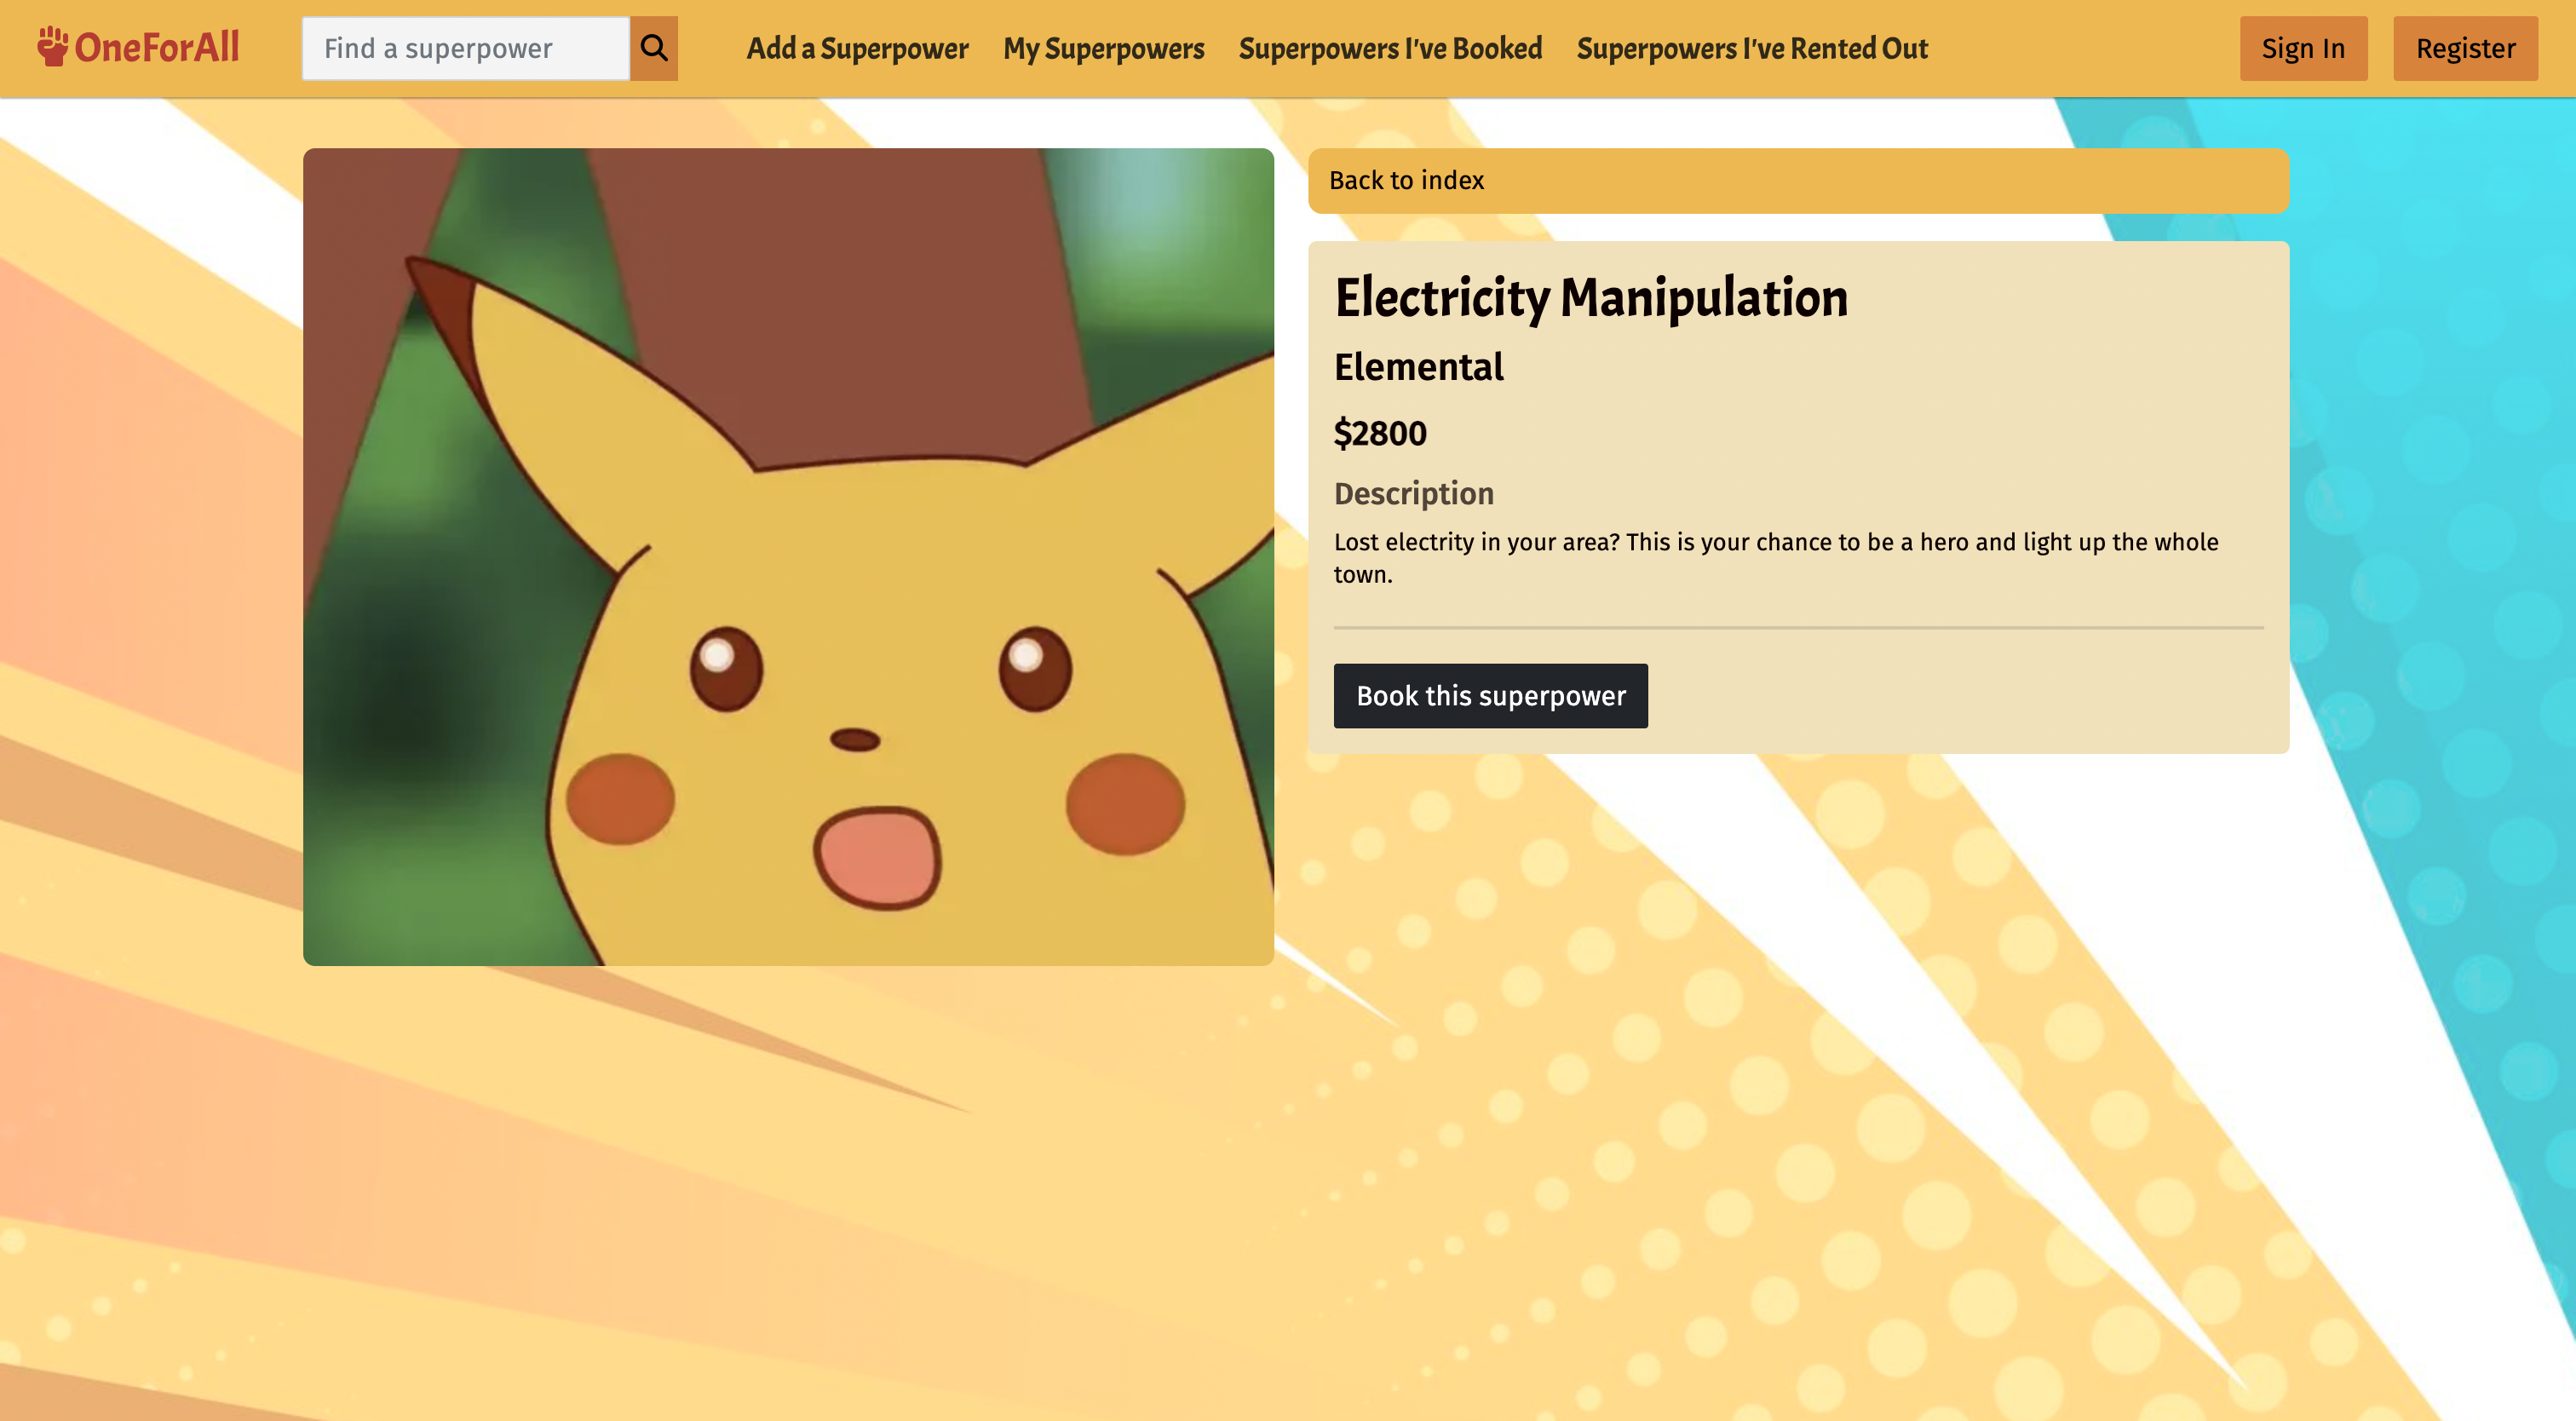 OneForAll
Find a superpower
Add a Superpower
My Superpowers
Superpowers I've Booked
Superpowers I've Rented Out
Sign In
Register
Back to index
Electricity Manipulation
Elemental
$2800
Description
Lost electrity in your area? This is your chance to be a hero and light up the whole
town.
Book this superpower